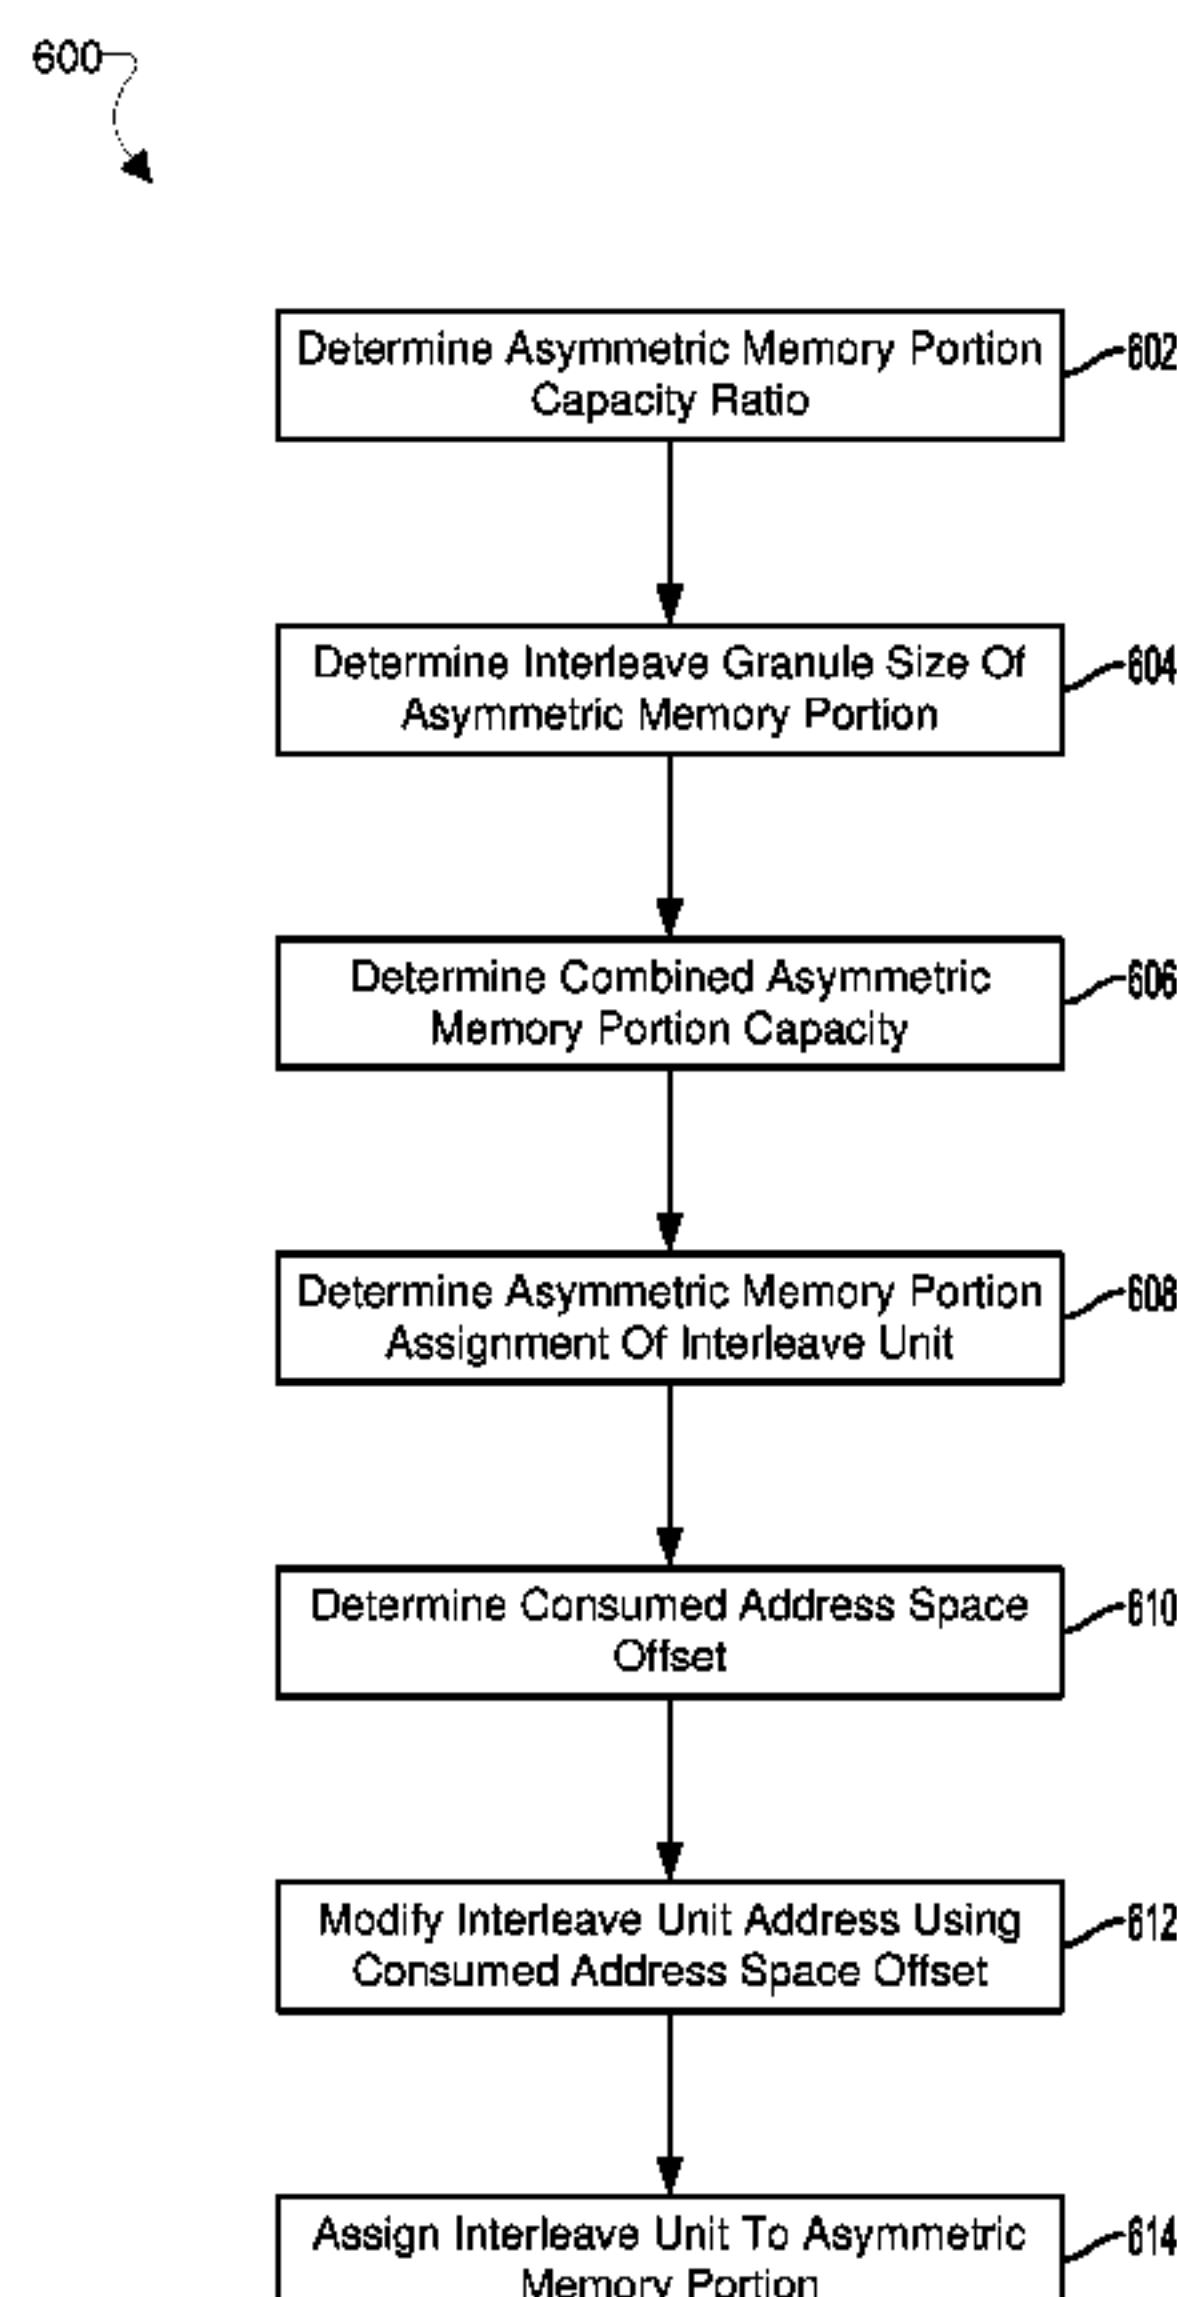 600
Determine Asymmetric Memory Portion
Capacity Ratio
602
Determine Interleave Granule Size Of
Asymmetric Memory Portion
604
Determine Combined Asymmetric
Memory Portion Capacity
606
Determine Asymmetric Memory Portion
Assignment Of Interleave Unit
608
Determine Consumed Address Space
Offset
610
Modify Interleave Unit Address Using
Consumed Address Space Offset
612
Assign Interleave Unit To Asymmetric
Memory Portion
614